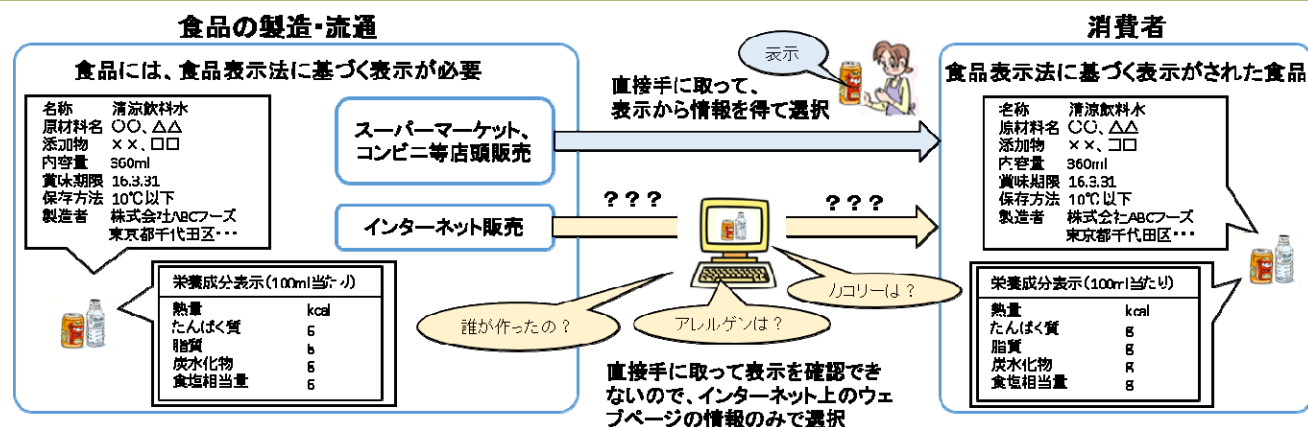 食品の製造・流通
食品には、食品表示法に基づく表示が必要
名称 清涼飲料水
原材料名 〇〇、△△
添加物 ××、□□
内容量 360ml
賞味期限 16.3.31
保存方法 10℃以下
製造者 株式会社ABCフーズ
東京都千代田区・・・
栄養成分表示(100ml当たり)
熱量 kcal
たんぱく質 g
脂質 g
炭水化物 g
食塩相当量 g
スーパーマーケット、
コンビニ等店頭販売
インターネット販売
表示
直接手に取って、
表示から情報を得て選択
???
???
誰が作ったの?
アレルゲンは?
カロリーは?
直接手に取って表示を確認でき
ないので、インターネット上のウェ
ブページの情報のみで選択
消費者
食品表示法に基づく表示がされた食品
名称 清涼飲料水
原材料名 〇〇、△△
添加物 ××、□□
内容量 360ml
賞味期限 16.3.31
保存方法 10℃以下
製造者 株式会社ABCフーズ
東京都千代田区・・・
栄養成分表示(100ml当たり)
熱量 kcal
たんぱく質 g
脂質 g
炭水化物 g
食塩相当量 g